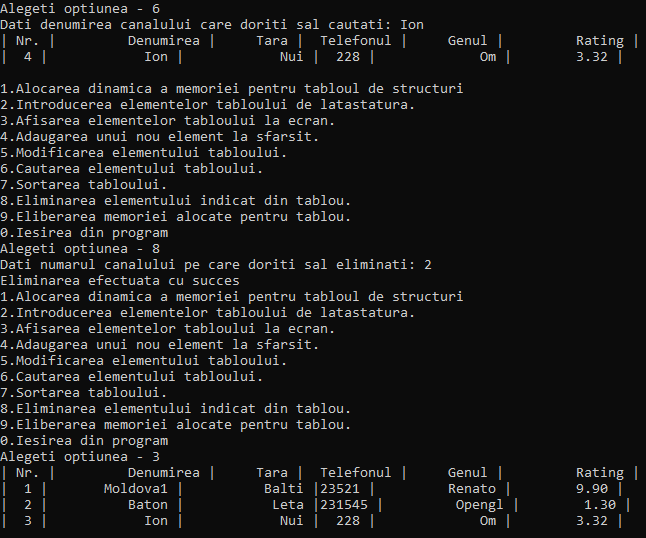 Alegeti optiunea - 6
Dati denumirea canalului care doriti sal cautati: Ion
| Nr. |          Denumirea |     Tara |  Telefonul |     Genul |          Rating |
|  4 |            Ion |            Nui |  228 |             Om |        3.32 |
1.Alocarea dinamica a memoriei pentru tabloul de structuri
2.Introducerea elementelor tabloului de latastatura.
3.Afisarea elementelor tabloului la ecran.
4.Adaugarea unui nou element la sfarsit.
5.Modificarea elementului tabloului.
6.Cautarea elementului tabloului.
7.Sortarea tabloului.
8.Eliminarea elementului indicat din tablou.
9.Eliberarea memoriei alocate pentru tablou.
0.Iesirea din program
Alegeti optiunea - 8
Dati numarul canalului pe care doriti sal eliminati: 2
Eliminarea efectuata cu succes
1.Alocarea dinamica a memoriei pentru tabloul de structuri
2.Introducerea elementelor tabloului de latastatura.
3.Afisarea elementelor tabloului la ecran.
4.Adaugarea unui nou element la sfarsit.
5.Modificarea elementului tabloului.
6.Cautarea elementului tabloului.
7.Sortarea tabloului.
8.Eliminarea elementului indicat din tablou.
9.Eliberarea memoriei alocate pentru tablou.
0.Iesirea din program
Alegeti optiunea - 3
| Nr. |          Denumirea |     Tara |  Telefonul |     Genul |          Rating |
|  1 |       Moldova1 |          Balti |23521 |         Renato |        9.90 |
|  2 |          Baton |           Leta |231545 |          Opengl |        1.30 |
|  3 |            Ion |            Nui |  228 |             Om |        3.32 |